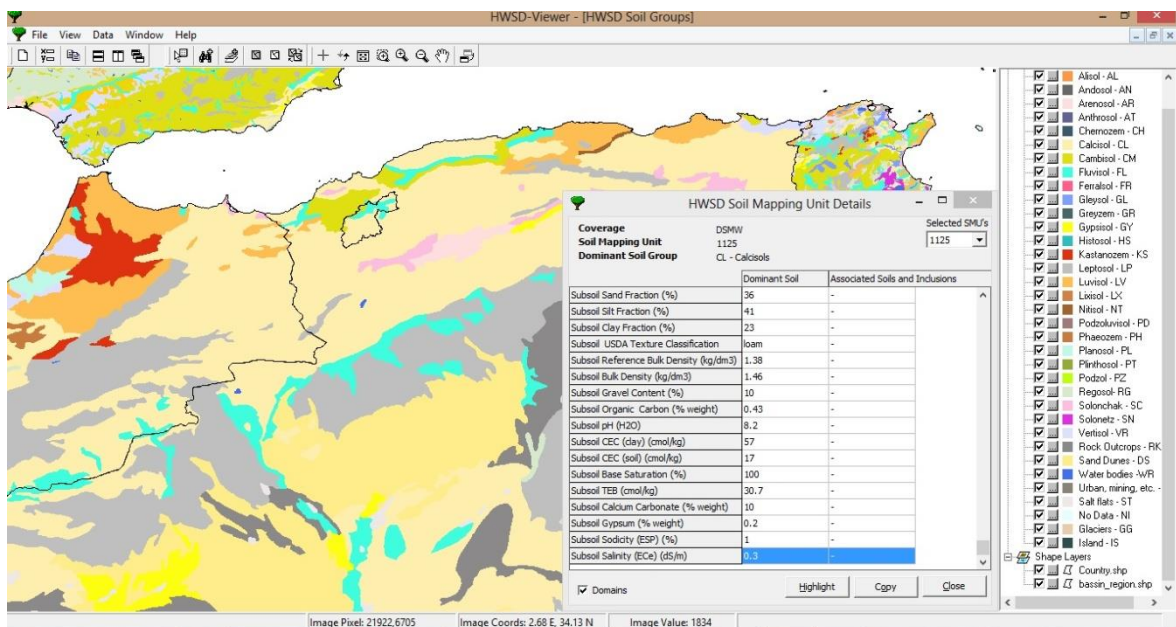 HWSD-Viewer - [HWSD Soil Groups]
File View Data Window Help
HWSD Soil Mapping Unit Details
Coverage DSMW
Soil Mapping Unit 1125
Dominant Soil Group CL - Calcisols
Selected SMU's
1125
Dominant Soil Associated Soils and Inclusions
Subsoil Sand Fraction (%) 36 -
Subsoil Silt Fraction (%) 41 -
Subsoil Clay Fraction (%) 23 -
Subsoil USDA Texture Classification loam -
Subsoil Reference Bulk Density (kg/dm3) 1.38 -
Subsoil Bulk Density (kg/dm3) 1.46 -
Subsoil Gravel Content (%) 10 -
Subsoil Organic Carbon (% weight) 0.43 -
Subsoil pH (H2O) 8.2 -
Subsoil CEC (clay) (cmol/kg) 57 -
Subsoil CEC (soil) (cmol/kg) 17 -
Subsoil Base Saturation (%) 100 -
Subsoil TEB (cmol/kg) 30.7 -
Subsoil Calcium Carbonate (% weight) 10 -
Subsoil Gypsum (% weight) 0.2 -
Subsoil Sodicity (ESP) (%) 1 -
Subsoil Salinity (ECe) (dS/m) 0.3 -
Domains
Highlight Copy Close
Alisol - AL
Andosol - AN
Arenosol - AR
Anthrosol - AT
Chernozem - CH
Calcisol - CL
Cambisol - CM
Fluvisol - FL
Ferralsol - FR
Gleysol - GL
Greyzem - GR
Gypsisol - GY
Histosol - HS
Kastanozem - KS
Leptosol - LP
Luvisol - LV
Lixisol - LX
Nitisol - NT
Podzoluvisol - PD
Phaeozem - PH
Planosol - PL
Plinthosol - PT
Podzol - PZ
Regosol- RG
Solonchak - SC
Solonetz - SN
Vertisol - VR
Rock Outcrops - RK
Sand Dunes - DS
Water bodies -WR
Urban, mining, etc. -
Salt flats - ST
No Data - NI
Glaciers - GG
Island - IS
Shape Layers
Country.shp
bassin_region.shp
Image Pixel: 21922,6705 Image Coords: 2.68 E, 34.13 N Image Value: 1834